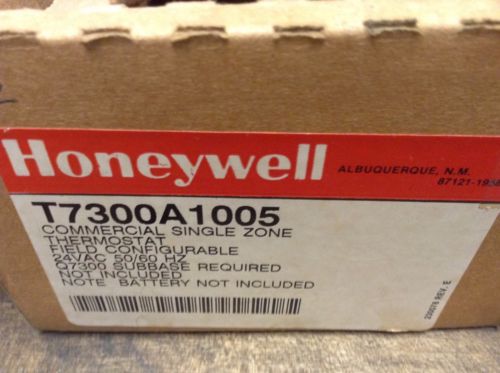 Honeywell
ALBUQUERQUE, N.M.
T7300A1005
COMMERCIAL SINGLE ZONE
THERMOSTAT
FIELD CONFIGURABLE
24VAC 50/60 HZ
Q7300 SUBBASE REQUIRED
NOT INCLUDED
NOTE BATTERY NOT INCLUDED
REV. E